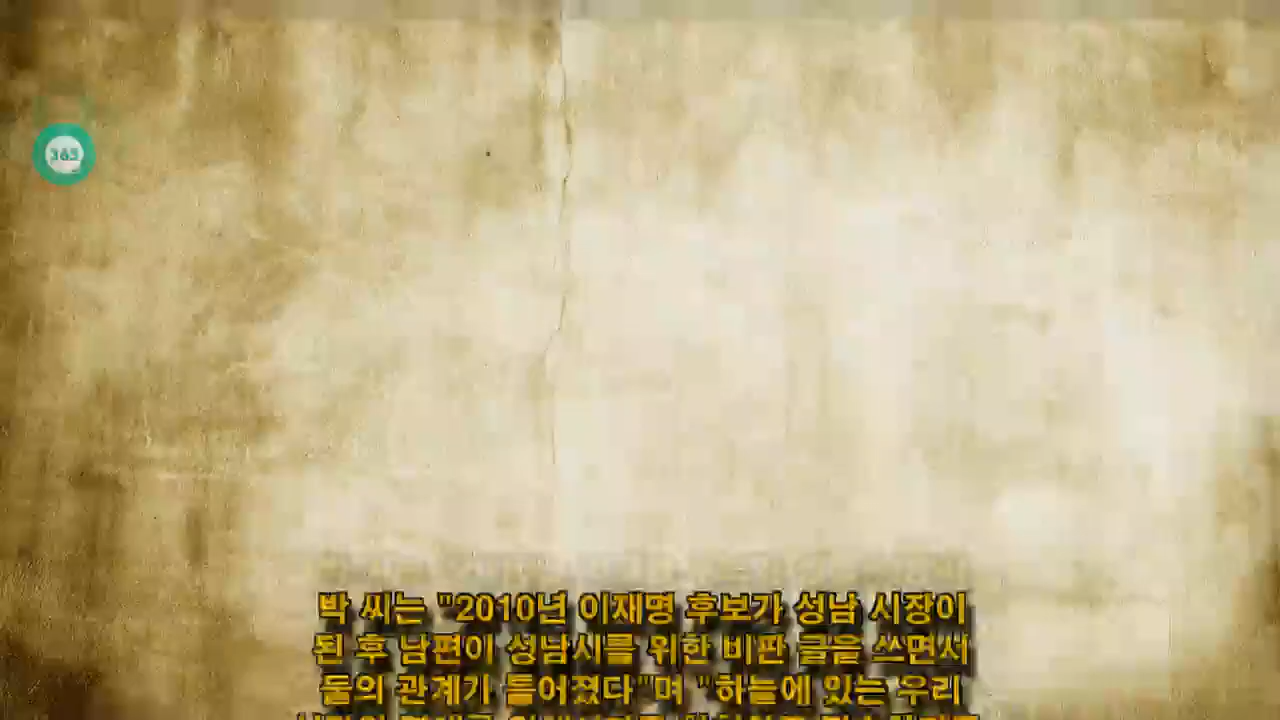 365
박 씨는 "2010년 이재명 후보가 성남 시장이
된 후 남편이 성남시를 위한 비판 글을 쓰면서
둘의 관계가 틀어졌다"며 "하늘에 있는 우리